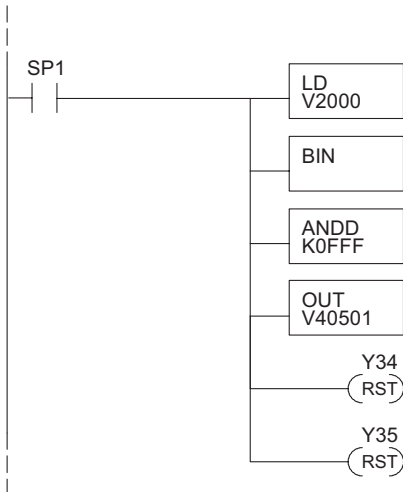 SP1
LD
V2000
BIN
ANDD
K0FFF
OUT
V40501
Y34
RST
Y35
RST